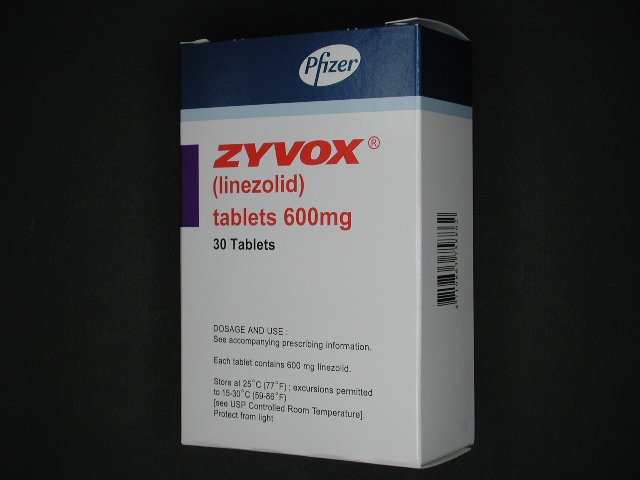 Pfizer
ZYVOX®
(linezolid)
tablets 600mg
30 Tablets
DOSAGE AND USE :
See accompanying prescribing information.
Each tablet contains 600 mg linezolid.
Store at 25°C (77°F) ; excursions permitted
to 15-30°C (59-86°F)
[see USP Controlled Room Temperature].
Protect from light